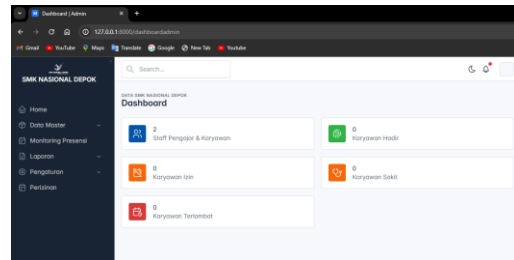 Dashboard | Admin
127.0.0.1:8000/dashboardadmin
Gmail YouTube Maps Translate Google New Tab Youtube
SMK NASIONAL DEPOK
Search...
Home
Data Master
Monitoring Presensi
Laporan
Pengaturan
Perizinan
DATA SMK NASIONAL DEPOK
Dashboard
2
Staff Pengajar & Karyawan
0
Karyawan Hadir
0
Karyawan Izin
0
Karyawan Sakit
0
Karyawan Terlambat